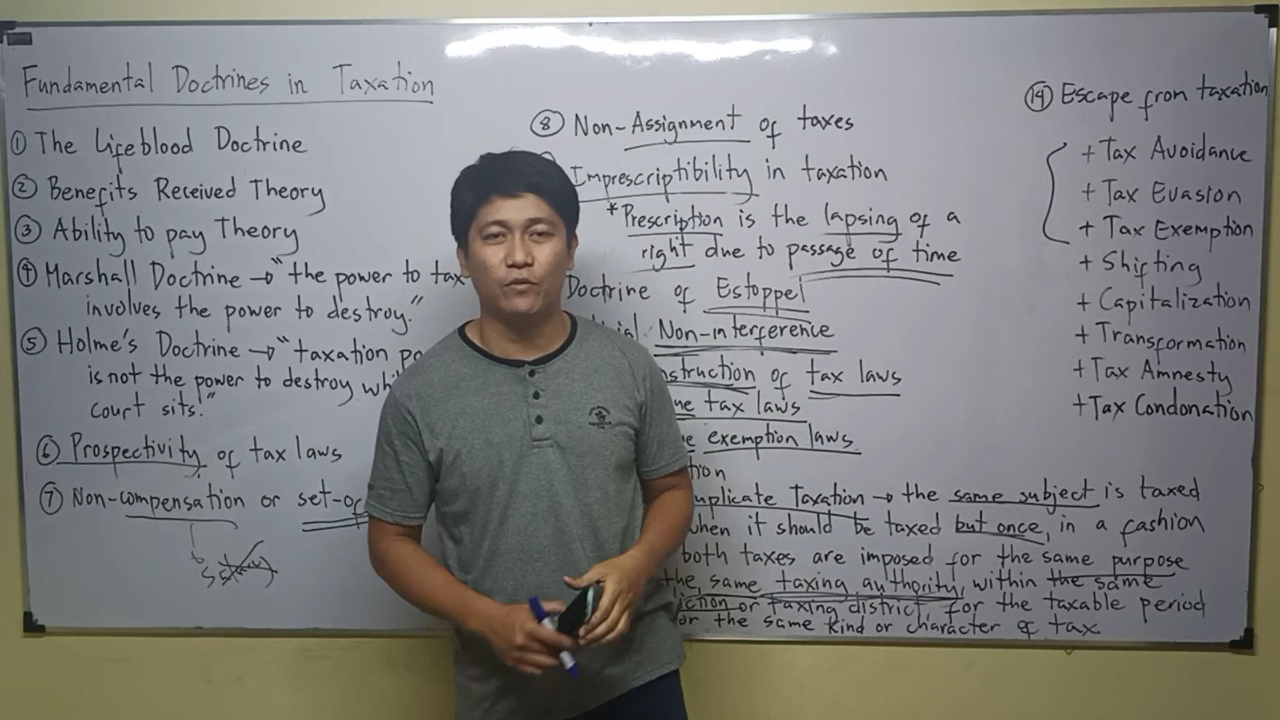 Fundamental Doctrines in Taxation
① The Lifeblood Doctrine
② Benefits Received Theory
③ Ability to pay Theory
④ Marshall Doctrine → "the power to tax
involves the power to destroy."
⑤ Holme's Doctrine → "taxation po
is not the power to destroy whi
court sits."
⑥ Prospectivity of tax laws
⑦ Non-compensation or set-of
⑧ Non-Assignment of taxes
Imprescriptibility in taxation
*Prescription is the lapsing of a
right due to passage of time
Doctrine of Estoppel
Non-interference
nstruction of tax laws
tax laws
exemption laws.
tion
uplicate Taxation → the same subject is taxed
when it should be taxed but once, in a fashion
both taxes are imposed for the same purpose
the same taxing authority, within the same
iction or taxing district, for the taxable period
or the same kind or character of tax
⑭ Escape from taxation
+ Tax Avoidance
+ Tax Evasion
+ Tax Exemption
+ Shifting
+ Capitalization
+ Transformation
+ Tax Amnesty
+ Tax Condonation